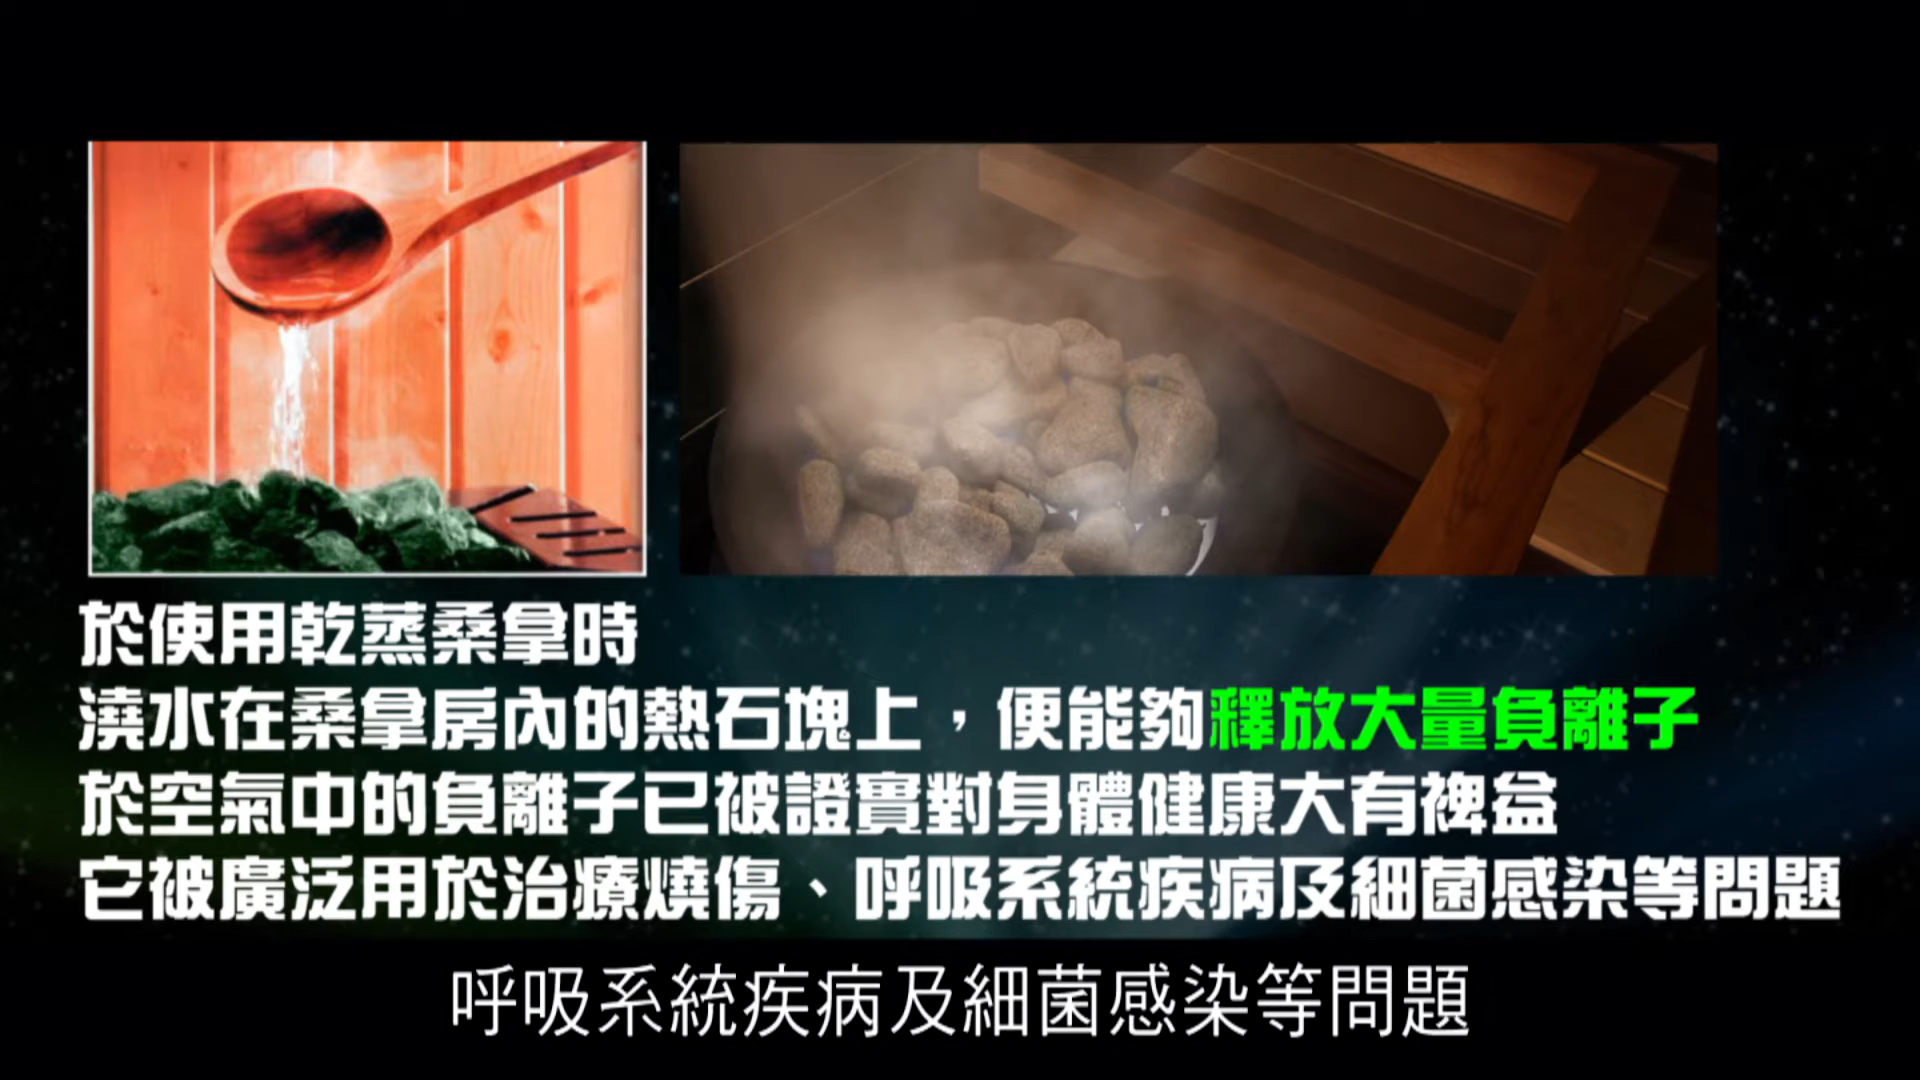 於使用乾蒸桑拿時
澆水在桑拿房內的熱石塊上，便能夠釋放大量負離子
於空氣中的負離子已被證實對身體健康大有裨益
它被廣泛用於治療燒傷、呼吸系統疾病及細菌感染等問題
呼吸系統疾病及細菌感染等問題